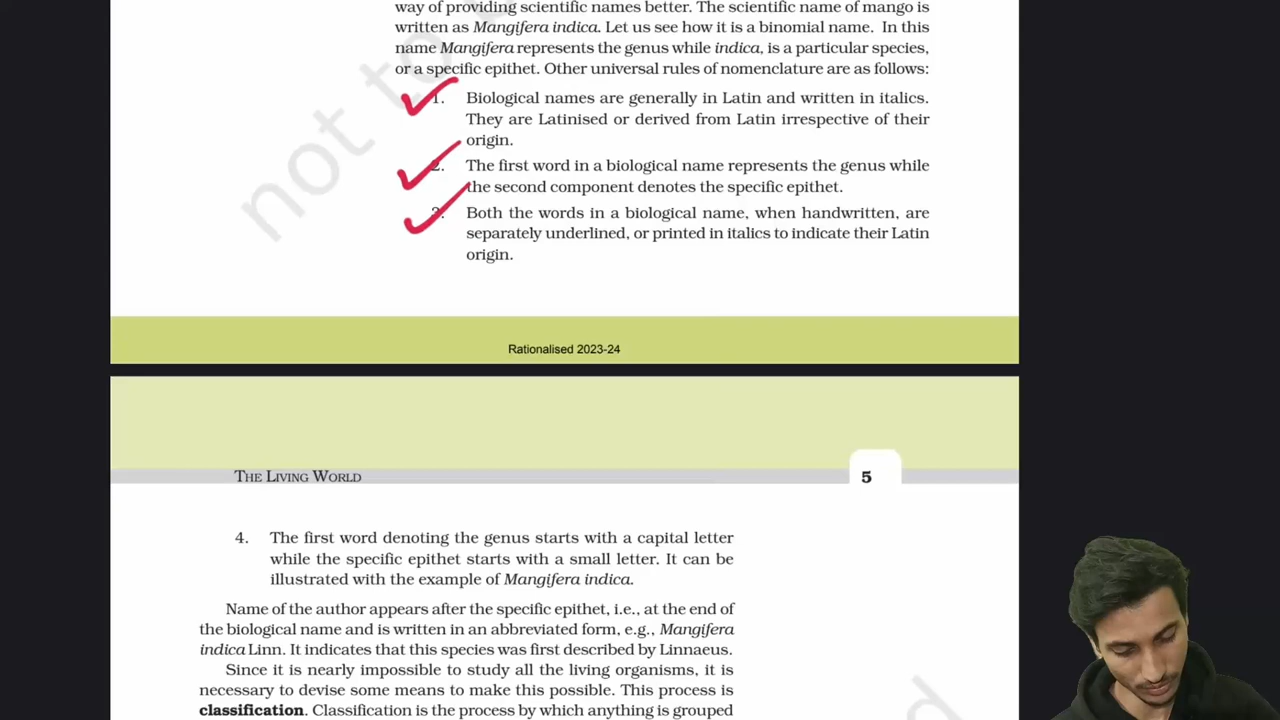 way of providing scientific names better. The scientific name of mango is
written as Mangifera indica. Let us see how it is a binomial name. In this
name Mangifera represents the genus while indica, is a particular species,
or a specific epithet. Other universal rules of nomenclature are as follows:
1. Biological names are generally in Latin and written in italics.
They are Latinised or derived from Latin irrespective of their
origin.
2. The first word in a biological name represents the genus while
the second component denotes the specific epithet.
3. Both the words in a biological name, when handwritten, are
separately underlined, or printed in italics to indicate their Latin
origin.
not to
Rationalised 2023-24
THE LIVING WORLD
5
4. The first word denoting the genus starts with a capital letter
while the specific epithet starts with a small letter. It can be
illustrated with the example of Mangifera indica.
Name of the author appears after the specific epithet, i.e., at the end of
the biological name and is written in an abbreviated form, e.g., Mangifera
indica Linn. It indicates that this species was first described by Linnaeus.
Since it is nearly impossible to study all the living organisms, it is
necessary to devise some means to make this possible. This process is
classification. Classification is the process by which anything is grouped